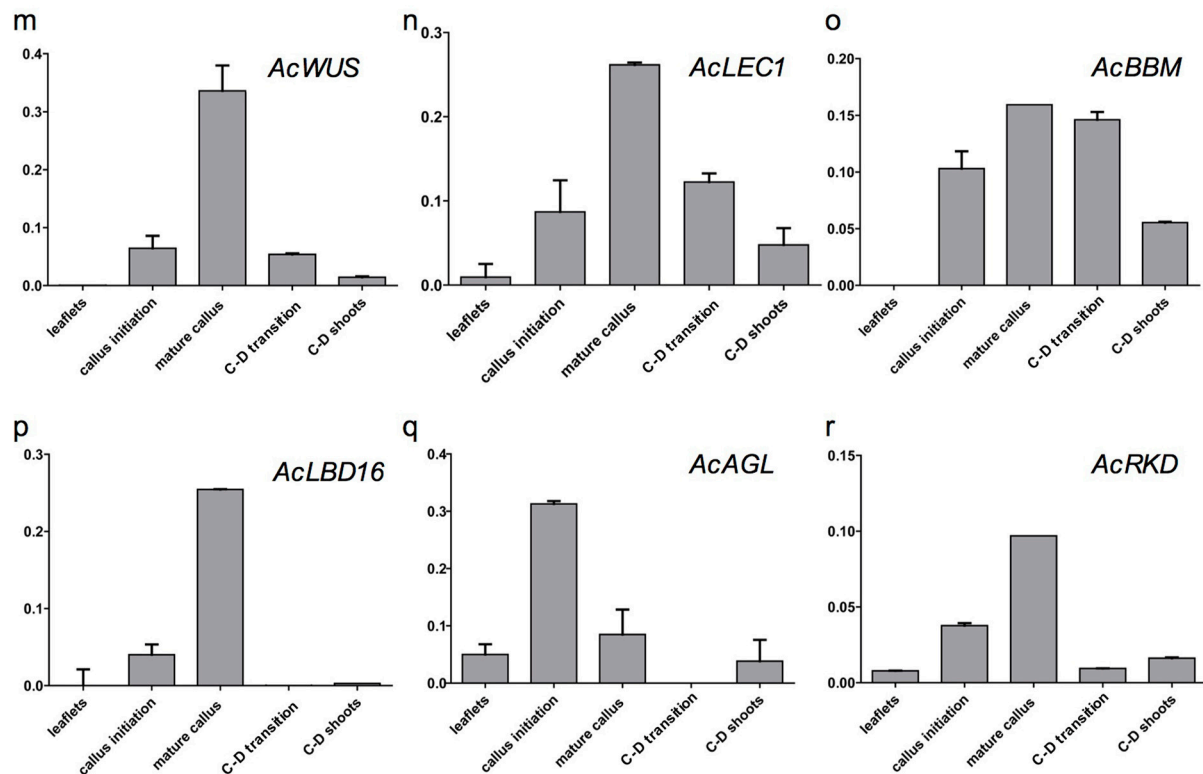 m
AcWUS
0.4
0.3
0.2
0.1
0.0
leaflets
callus initiation
mature callus
C-D transition
C-D shoots
n
AcLEC1
0.3
0.2
0.1
0.0
leaflets
callus initiation
mature callus
C-D transition
C-D shoots
o
AcBBM
0.20
0.15
0.10
0.05
0.00
leaflets
callus initiation
mature callus
C-D transition
C-D shoots
p
AcLBD16
0.3
0.2
0.1
0.0
leaflets
callus initiation
mature callus
C-D transition
C-D shoots
q
AcAGL
0.4
0.3
0.2
0.1
0.0
leaflets
callus initiation
mature callus
C-D transition
C-D shoots
r
AcRKD
0.15
0.10
0.05
0.00
leaflets
callus initiation
mature callus
C-D transition
C-D shoots